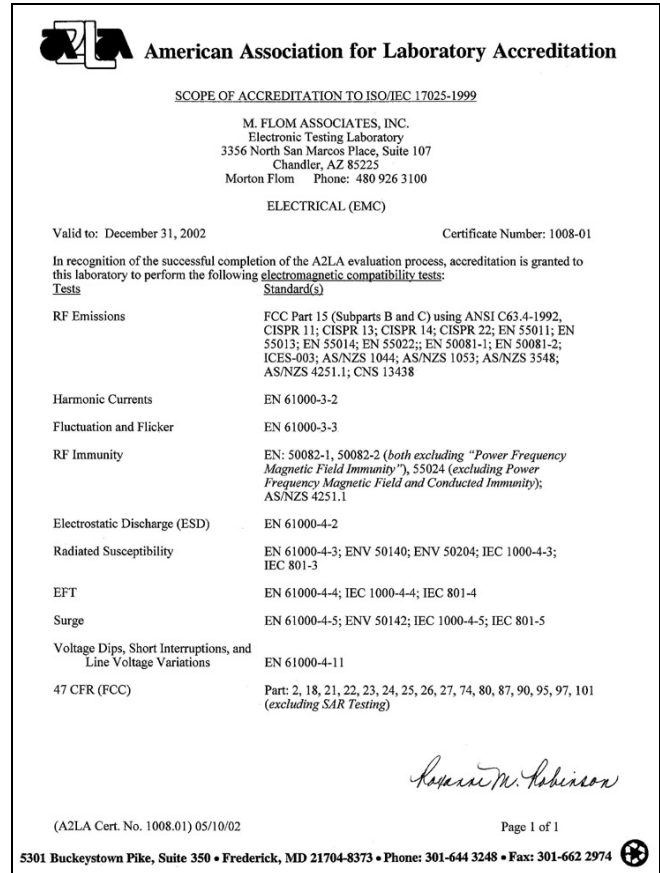 A2LA American Association for Laboratory Accreditation
SCOPE OF ACCREDITATION TO ISO/IEC 17025-1999
M. FLOM ASSOCIATES, INC.
Electronic Testing Laboratory
3356 North San Marcos Place, Suite 107
Chandler, AZ 85225
Morton Flom Phone: 480 926 3100
ELECTRICAL (EMC)
Valid to: December 31, 2002 Certificate Number: 1008-01
In recognition of the successful completion of the A2LA evaluation process, accreditation is granted to
this laboratory to perform the following electromagnetic compatibility tests:
Tests Standard(s)
RF Emissions FCC Part 15 (Subparts B and C) using ANSI C63.4-1992,
CISPR 11; CISPR 13; CISPR 14; CISPR 22; EN 55011; EN
55013; EN 55014; EN 55022;; EN 50081-1; EN 50081-2;
ICES-003; AS/NZS 1044; AS/NZS 1053; AS/NZS 3548;
AS/NZS 4251.1; CNS 13438
Harmonic Currents EN 61000-3-2
Fluctuation and Flicker EN 61000-3-3
RF Immunity EN: 50082-1, 50082-2 (both excluding "Power Frequency
Magnetic Field Immunity"), 55024 (excluding Power
Frequency Magnetic Field and Conducted Immunity);
AS/NZS 4251.1
Electrostatic Discharge (ESD) EN 61000-4-2
Radiated Susceptibility EN 61000-4-3; ENV 50140; ENV 50204; IEC 1000-4-3;
IEC 801-3
EFT EN 61000-4-4; IEC 1000-4-4; IEC 801-4
Surge EN 61000-4-5; ENV 50142; IEC 1000-4-5; IEC 801-5
Voltage Dips, Short Interruptions, and
Line Voltage Variations EN 61000-4-11
47 CFR (FCC) Part: 2, 18, 21, 22, 23, 24, 25, 26, 27, 74, 80, 87, 90, 95, 97, 101
(excluding SAR Testing)
Roxanne M. Robinson
(A2LA Cert. No. 1008.01) 05/10/02 Page 1 of 1
5301 Buckeystown Pike, Suite 350 • Frederick, MD 21704-8373 • Phone: 301-644 3248 • Fax: 301-662 2974